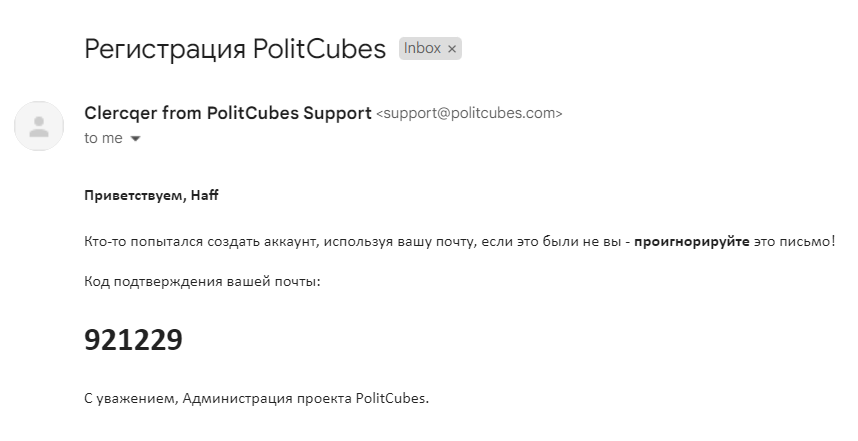 Регистрация PolitCubes Inbox ×
Clercqer from PolitCubes Support <support@politcubes.com>
to me
Приветствуем, Haff
Кто-то попытался создать аккаунт, используя вашу почту, если это были не вы - проигнорируйте это письмо!
Код подтверждения вашей почты:
921229
С уважением, Администрация проекта PolitCubes.